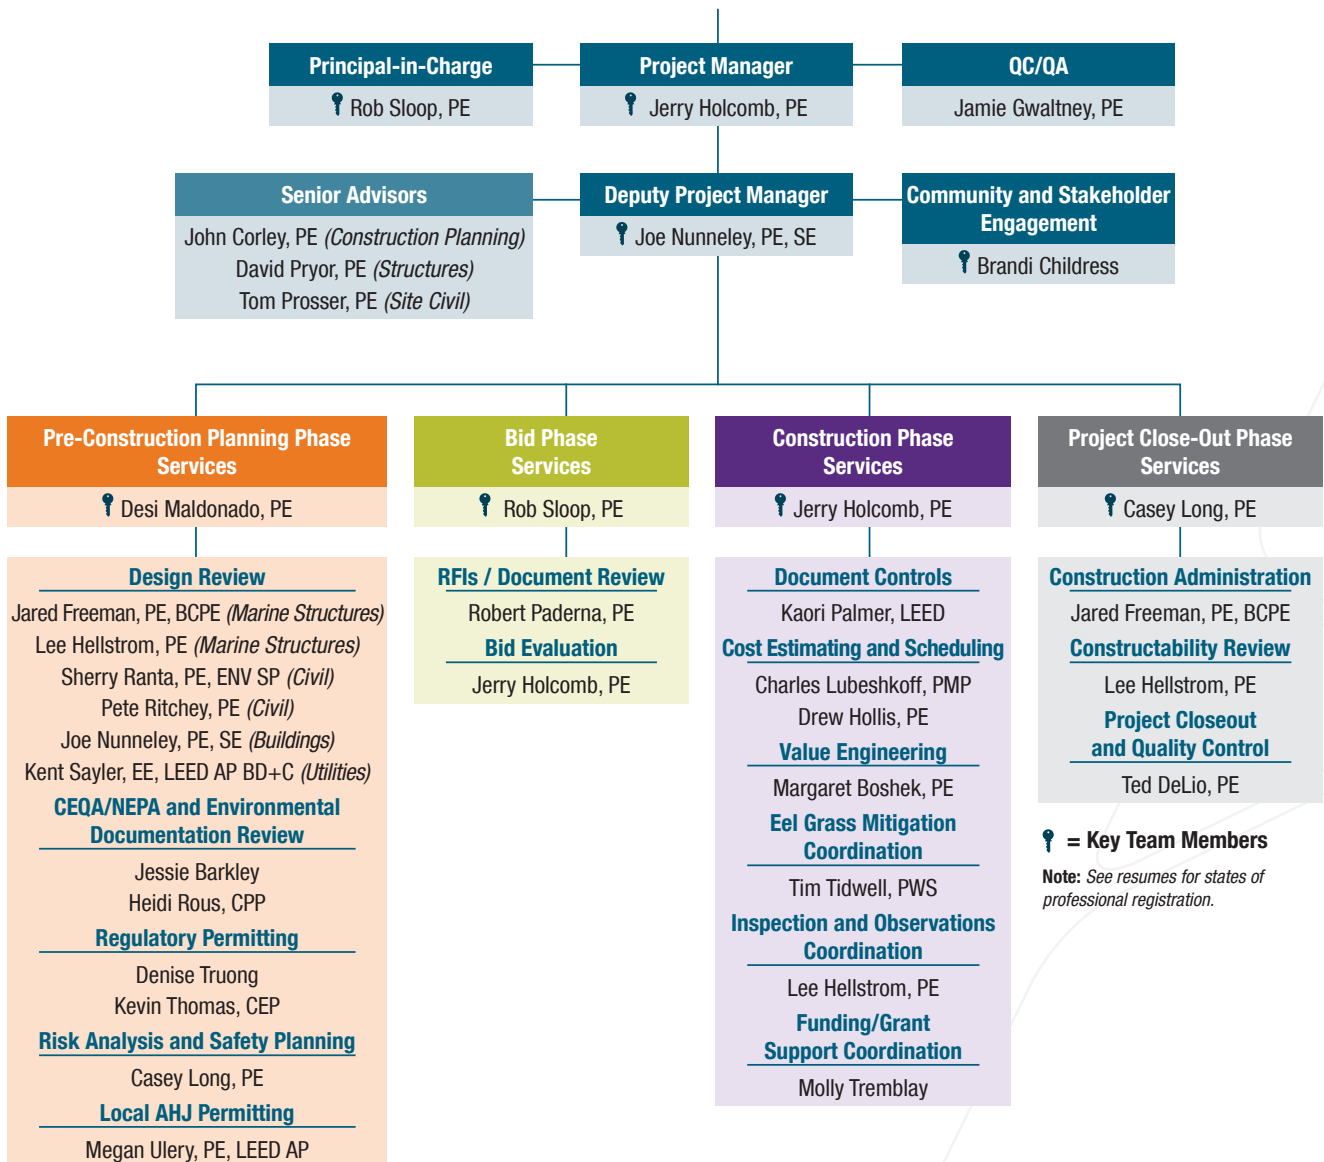 Principal-in-Charge
Rob Sloop, PE
Project Manager
Jerry Holcomb, PE
QC/QA
Jamie Gwaltney, PE
Senior Advisors
John Corley, PE (Construction Planning)
David Pryor, PE (Structures)
Tom Prosser, PE (Site Civil)
Deputy Project Manager
Joe Nunneley, PE, SE
Community and Stakeholder
Engagement
Brandi Childress
Pre-Construction Planning Phase
Services
Desi Maldonado, PE
Design Review
Jared Freeman, PE, BCPE (Marine Structures)
Lee Hellstrom, PE (Marine Structures)
Sherry Ranta, PE, ENV SP (Civil)
Pete Ritchey, PE (Civil)
Joe Nunneley, PE, SE (Buildings)
Kent Sayler, EE, LEED AP BD+C (Utilities)
CEQA/NEPA and Environmental
Documentation Review
Jessie Barkley
Heidi Rous, CPP
Regulatory Permitting
Denise Truong
Kevin Thomas, CEP
Risk Analysis and Safety Planning
Casey Long, PE
Local AHJ Permitting
Megan Ulery, PE, LEED AP
Bid Phase
Services
Rob Sloop, PE
RFIs / Document Review
Robert Paderna, PE
Bid Evaluation
Jerry Holcomb, PE
Construction Phase
Services
Jerry Holcomb, PE
Document Controls
Kaori Palmer, LEED
Cost Estimating and Scheduling
Charles Lubeshkoff, PMP
Drew Hollis, PE
Value Engineering
Margaret Boshek, PE
Eel Grass Mitigation
Coordination
Tim Tidwell, PWS
Inspection and Observations
Coordination
Lee Hellstrom, PE
Funding/Grant
Support Coordination
Molly Tremblay
Project Close-Out Phase
Services
Casey Long, PE
Construction Administration
Jared Freeman, PE, BCPE
Constructability Review
Lee Hellstrom, PE
Project Closeout
and Quality Control
Ted DeLio, PE
= Key Team Members
Note: See resumes for states of
professional registration.